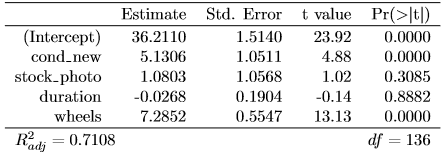 Estimate Std. Error t value Pr(>|t|)
(Intercept) 36.2110 1.5140 23.92 0.0000
cond_new 5.1306 1.0511 4.88 0.0000
stock_photo 1.0803 1.0568 1.02 0.3085
duration -0.0268 0.1904 -0.14 0.8882
wheels 7.2852 0.5547 13.13 0.0000
R²adj = 0.7108 df = 136